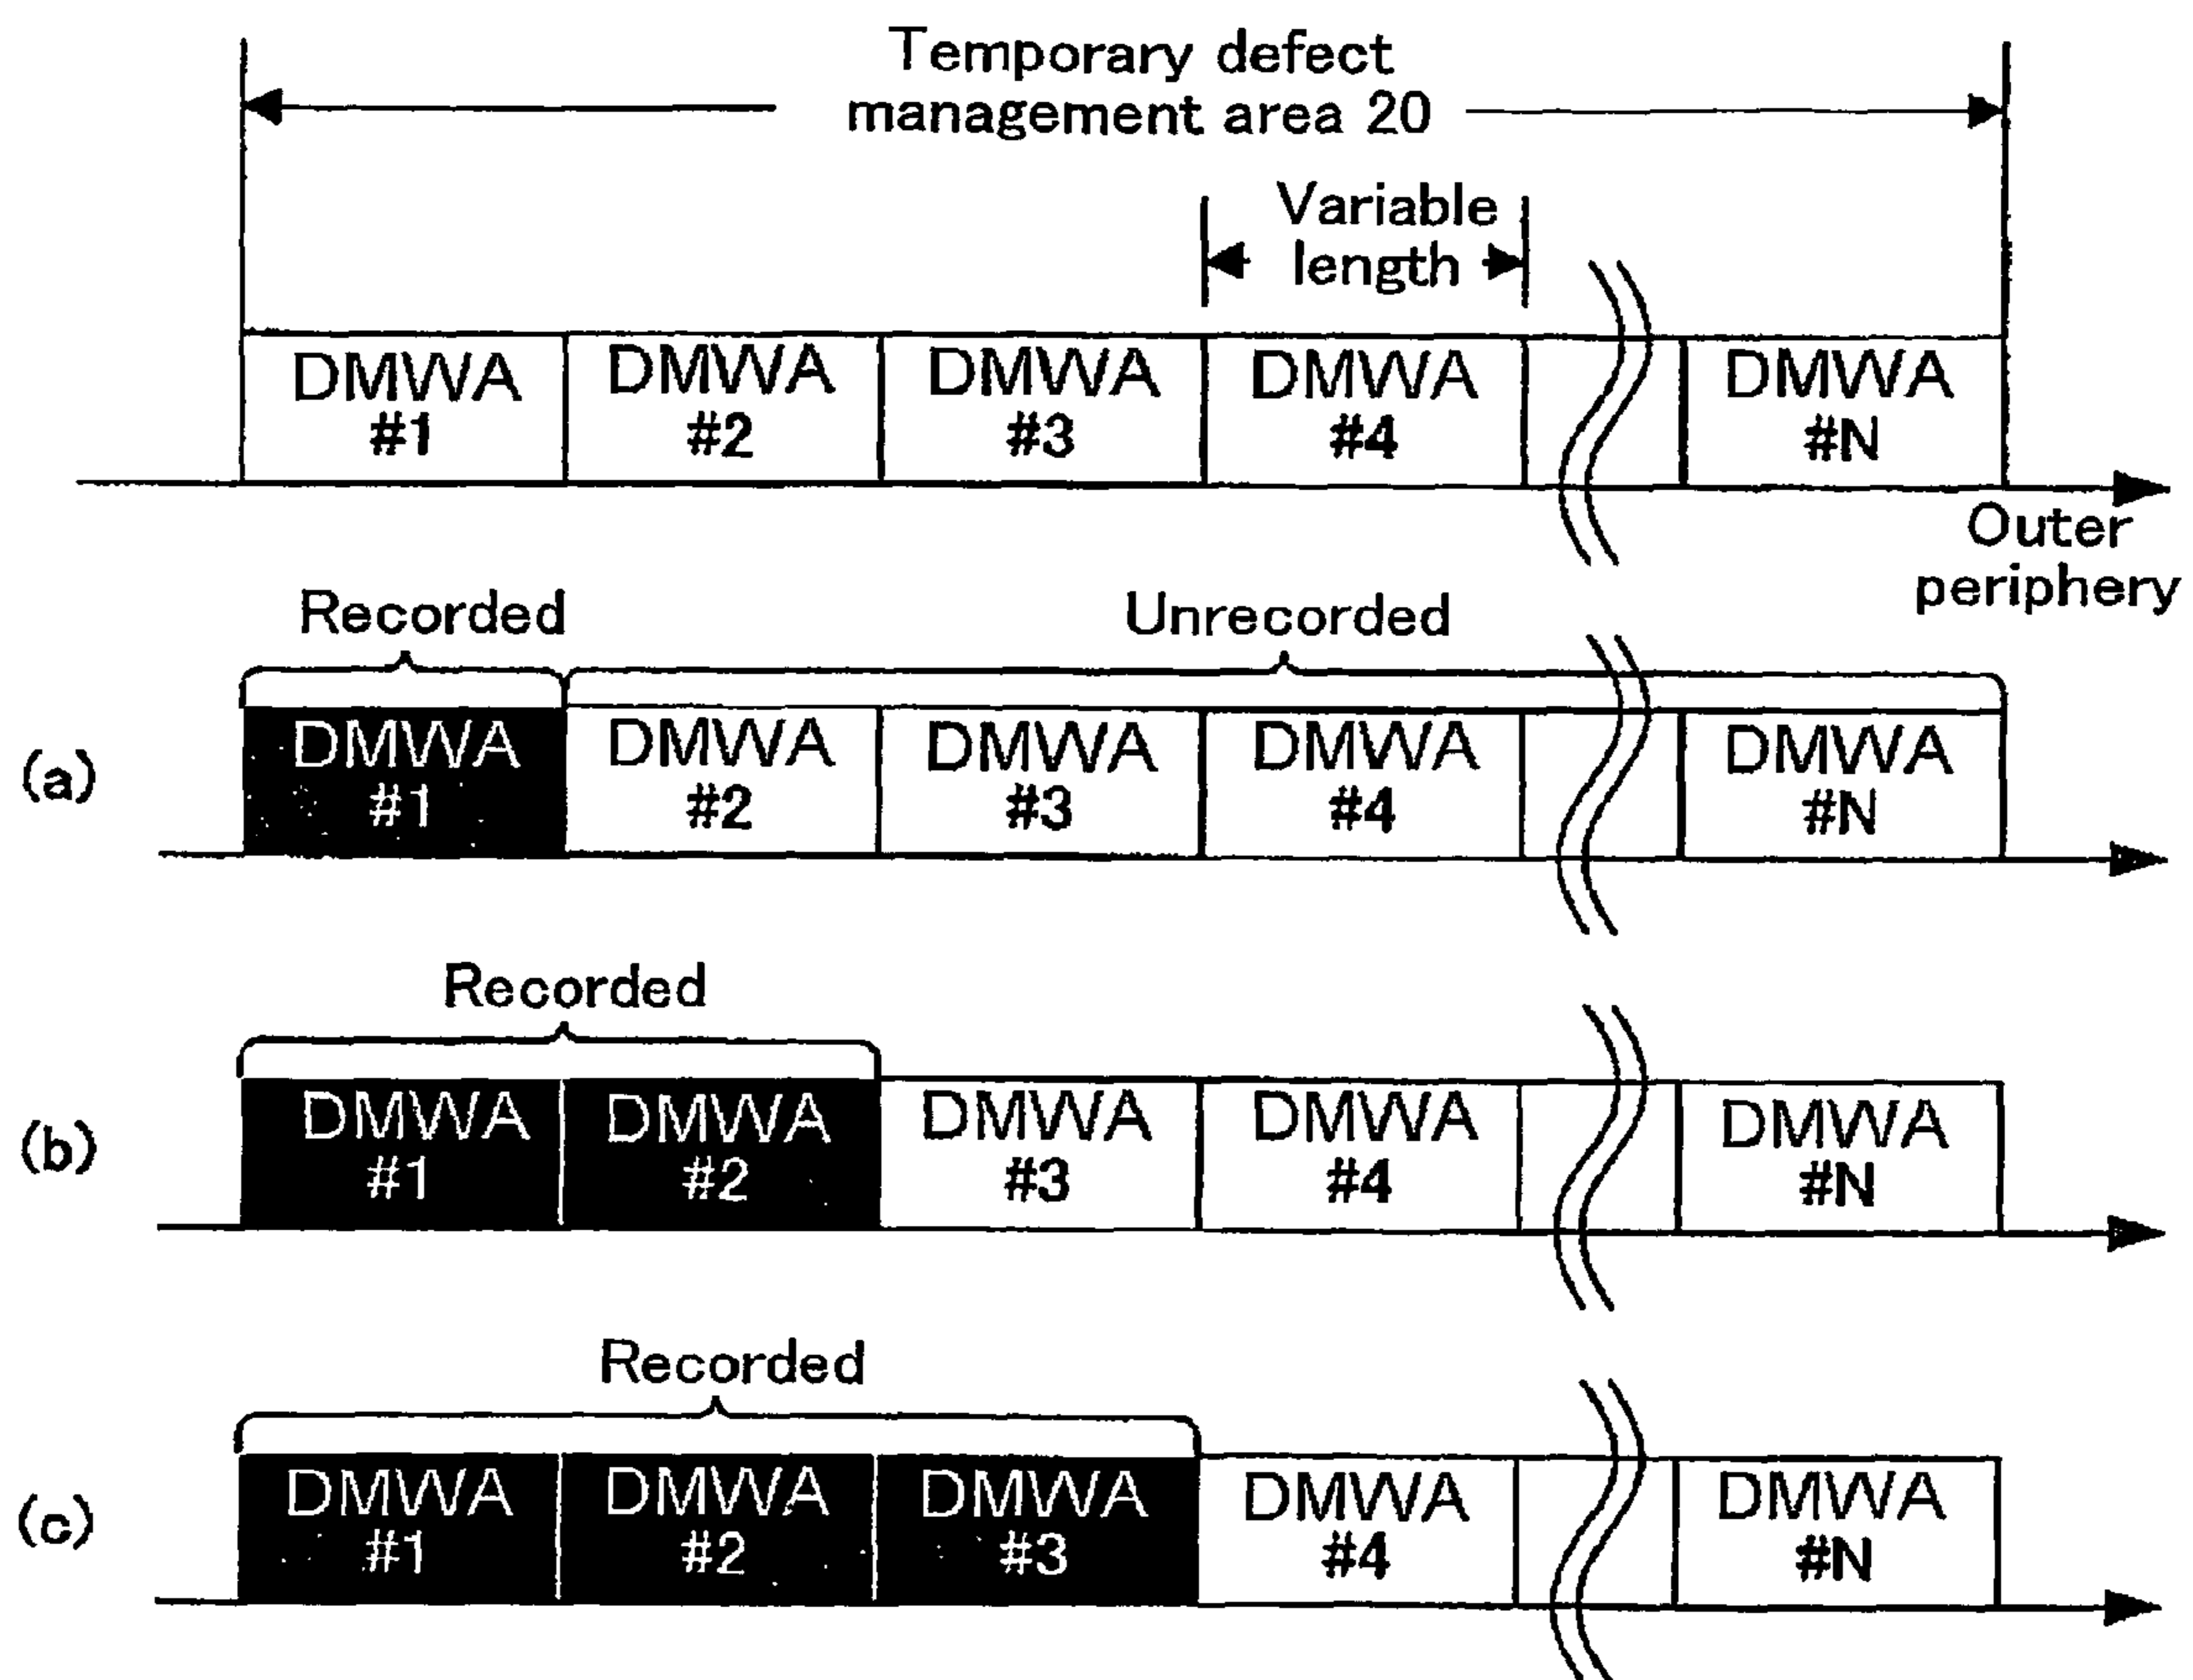 Temporary defect
management area 20
Variable
length
DMWA DMWA DMWA DMWA DMWA
#1 #2 #3 #4 #N
Outer
periphery
Recorded Unrecorded
(a)
DMWA DMWA DMWA DMWA DMWA
#1 #2 #3 #4 #N
Recorded
(b)
DMWA DMWA DMWA DMWA DMWA
#1 #2 #3 #4 #N
Recorded
(c)
DMWA DMWA DMWA DMWA DMWA
#1 #2 #3 #4 #N